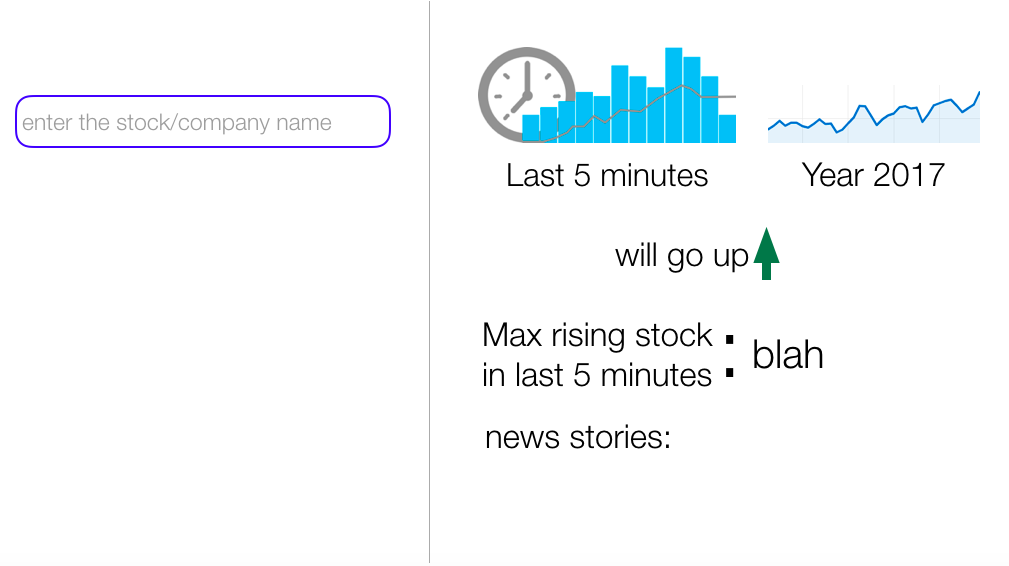 enter the stock/company name
Last 5 minutes
Year 2017
will go up
Max rising stock
in last 5 minutes
:
blah
news stories: